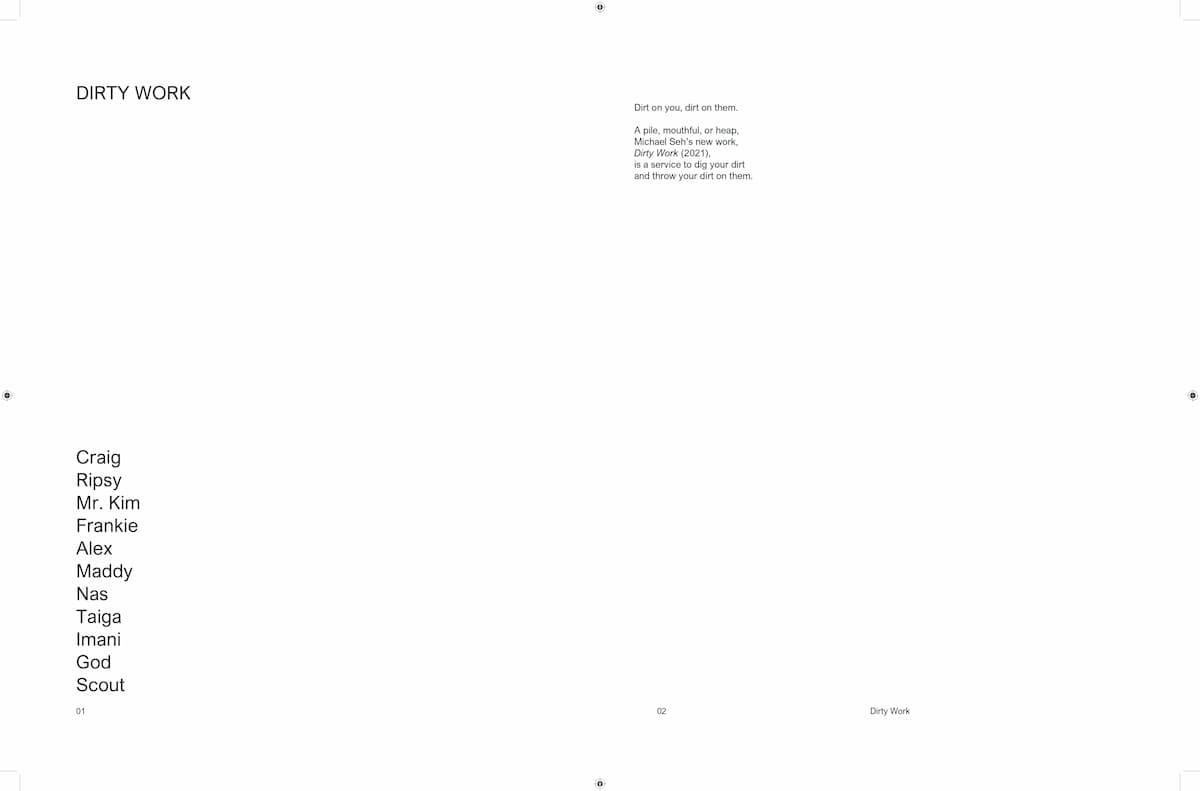 DIRTY WORK
Craig
Ripsy
Mr. Kim
Frankie
Alex
Maddy
Nas
Taiga
Imani
God
Scout
01
Dirt on you, dirt on them.
A pile, mouthful, or heap,
Michael Seh's new work,
Dirty Work (2021),
is a service to dig your dirt
and throw your dirt on them.
02
Dirty Work